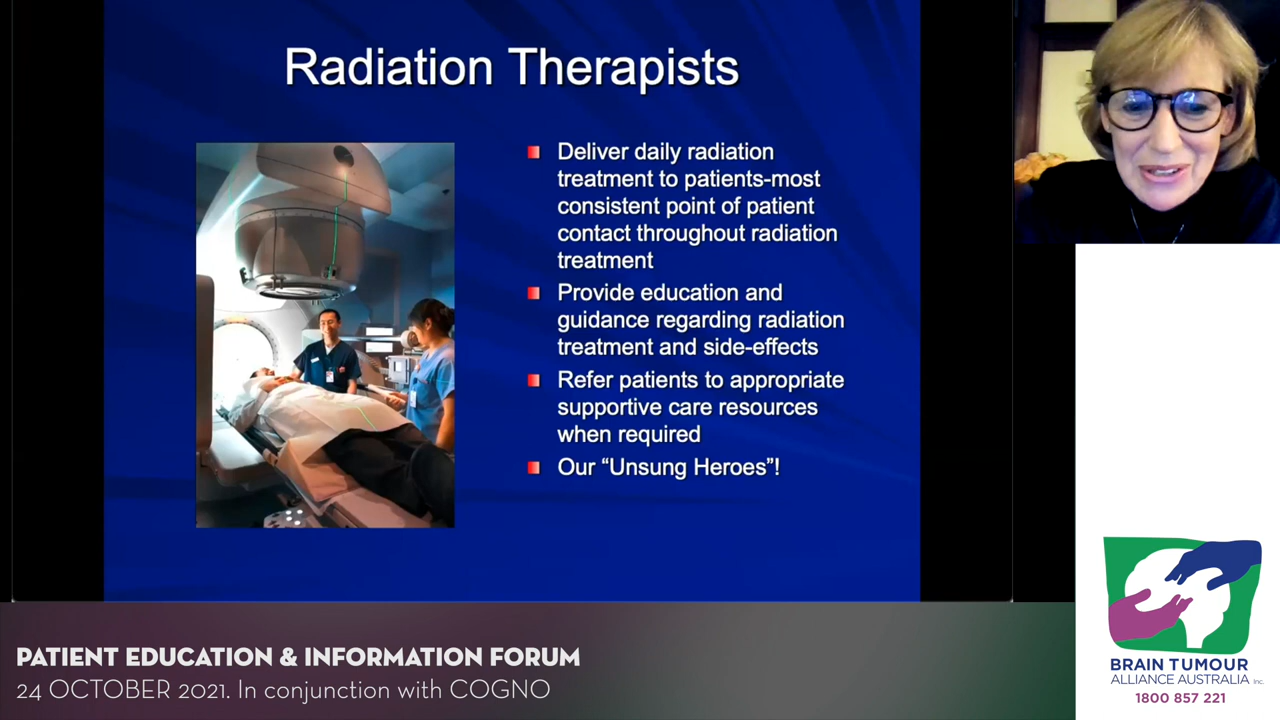 Radiation Therapists
Deliver daily radiation
treatment to patients-most
consistent point of patient
contact throughout radiation
treatment
Provide education and
guidance regarding radiation
treatment and side-effects
Refer patients to appropriate
supportive care resources
when required
Our “Unsung Heroes”!
PATIENT EDUCATION & INFORMATION FORUM
24 OCTOBER 2021. In conjunction with COGNO
BRAIN TUMOUR
ALLIANCE AUSTRALIA Inc.
1800 857 221